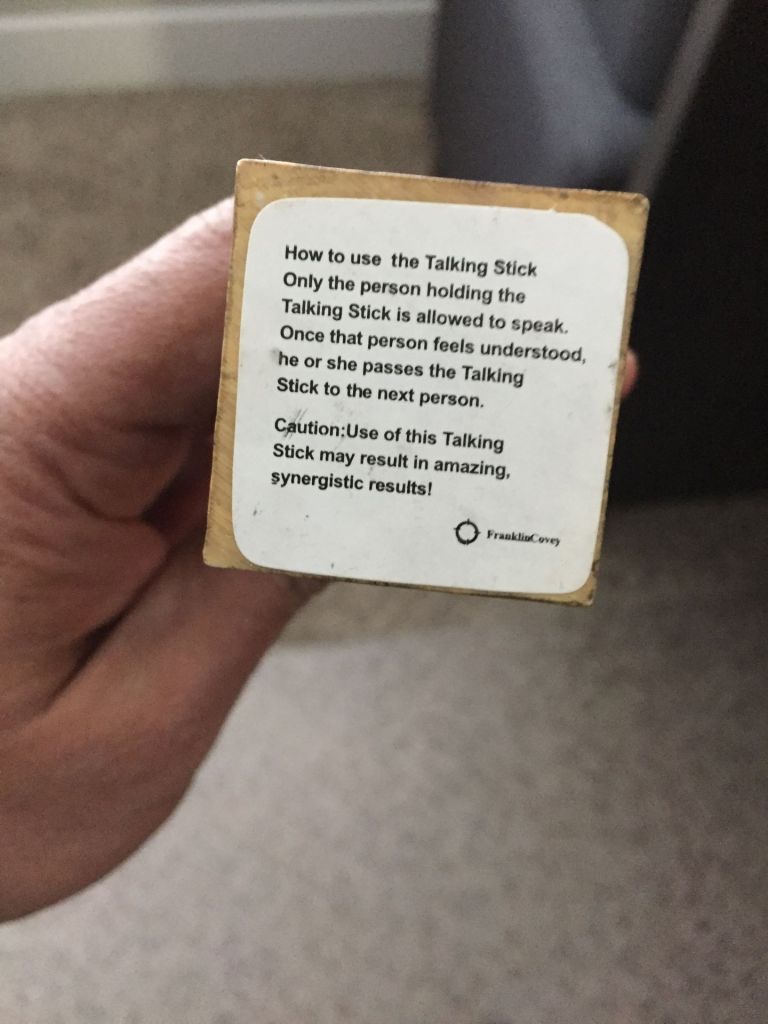 How to use the Talking Stick
Only the person holding the
Talking Stick is allowed to speak.
Once that person feels understood,
he or she passes the Talking
Stick to the next person.
Caution:Use of this Talking
Stick may result in amazing,
synergistic results!
FranklinCovey